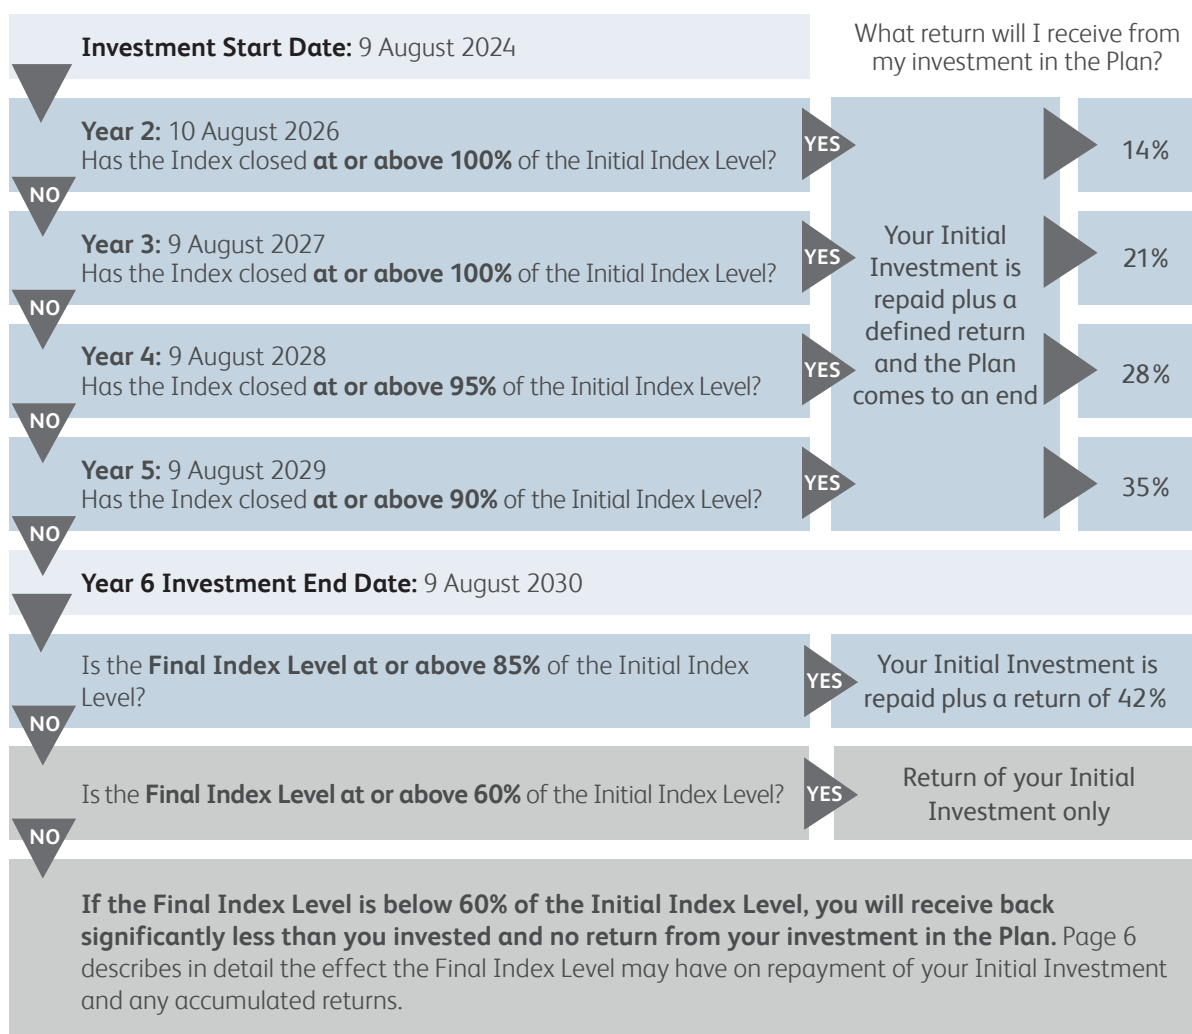 Investment Start Date: 9 August 2024
What return will I receive from
my investment in the Plan?
Year 2: 10 August 2026
Has the Index closed at or above 100% of the Initial Index Level?
YES
14%
NO
Year 3: 9 August 2027
Has the Index closed at or above 100% of the Initial Index Level?
YES
21%
NO
Year 4: 9 August 2028
Has the Index closed at or above 95% of the Initial Index Level?
YES
28%
NO
Year 5: 9 August 2029
Has the Index closed at or above 90% of the Initial Index Level?
YES
35%
NO
Your Initial
Investment is
repaid plus a
defined return
and the Plan
comes to an end
Year 6 Investment End Date: 9 August 2030
Is the Final Index Level at or above 85% of the Initial Index
Level?
YES
Your Initial Investment is
repaid plus a return of 42%
NO
Is the Final Index Level at or above 60% of the Initial Index Level?
YES
Return of your Initial
Investment only
NO
If the Final Index Level is below 60% of the Initial Index Level, you will receive back
significantly less than you invested and no return from your investment in the Plan. Page 6
describes in detail the effect the Final Index Level may have on repayment of your Initial Investment
and any accumulated returns.